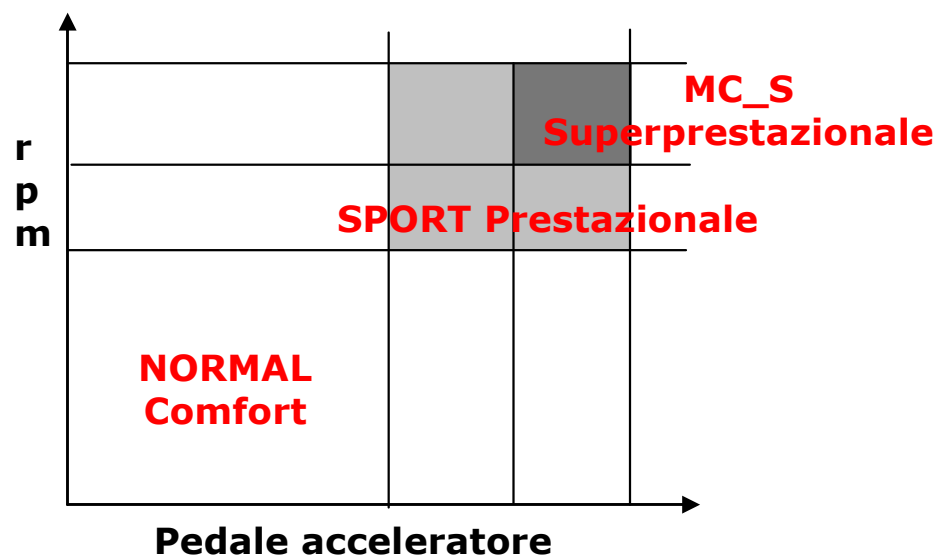 MC_S
Superprestazionale
r
p
m
SPORT Prestazionale
NORMAL
Comfort
Pedale acceleratore